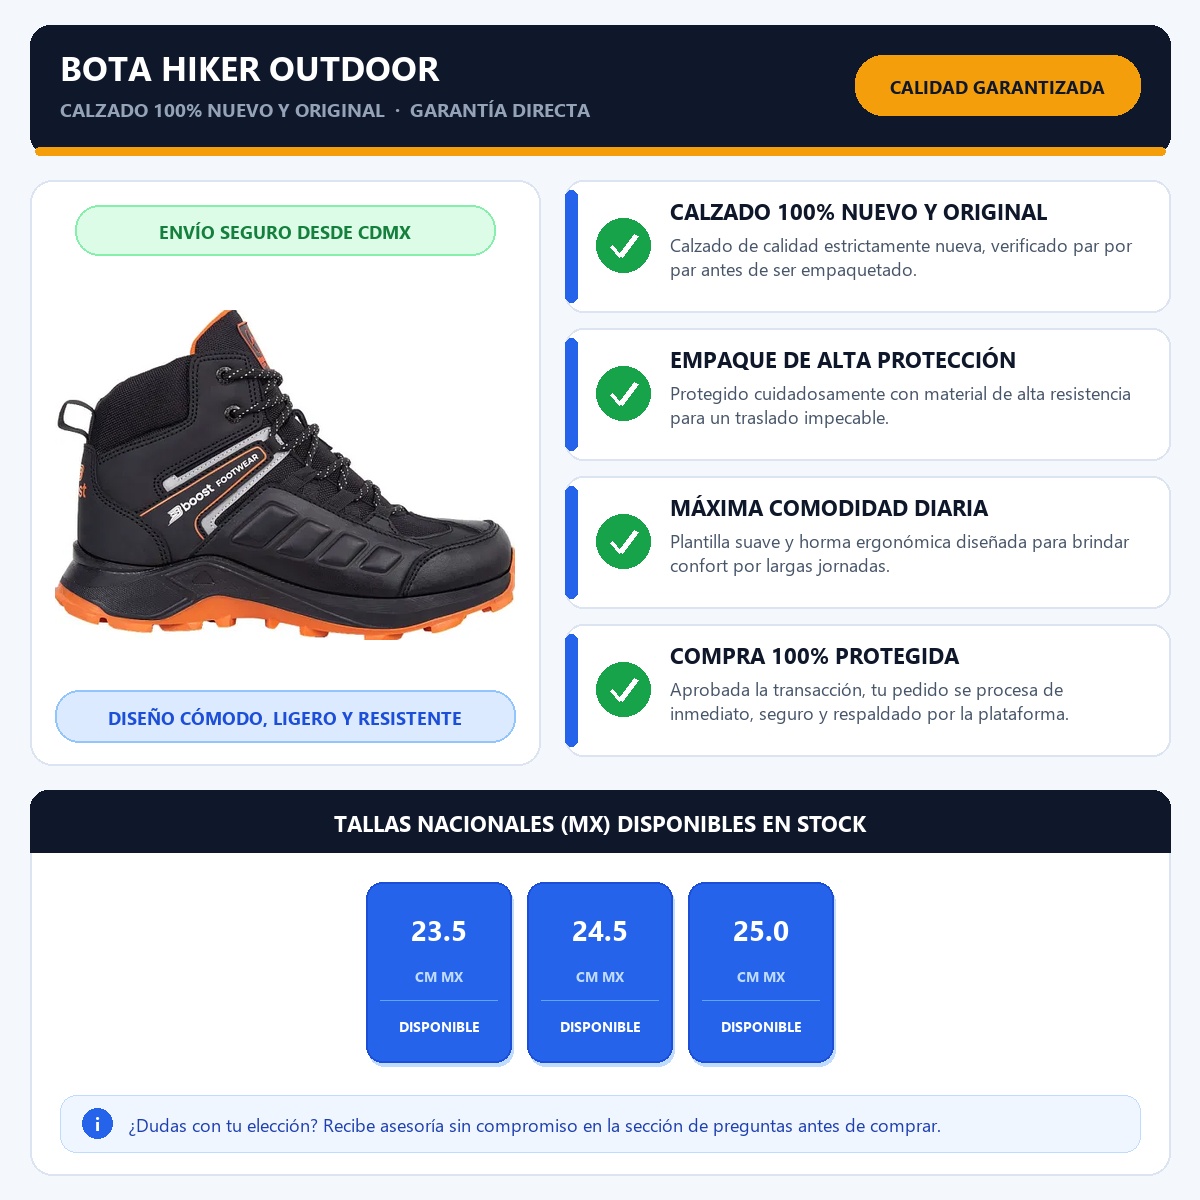 BOTA HIKER OUTDOOR
CALZADO 100% NUEVO Y ORIGINAL · GARANTÍA DIRECTA
CALIDAD GARANTIZADA
ENVÍO SEGURO DESDE CDMX
boost FOOTWEAR
st
DISEÑO CÓMODO, LIGERO Y RESISTENTE
CALZADO 100% NUEVO Y ORIGINAL
Calzado de calidad estrictamente nueva, verificado par por
par antes de ser empaquetado.
EMPAQUE DE ALTA PROTECCIÓN
Protegido cuidadosamente con material de alta resistencia
para un traslado impecable.
MÁXIMA COMODIDAD DIARIA
Plantilla suave y horma ergonómica diseñada para brindar
confort por largas jornadas.
COMPRA 100% PROTEGIDA
Aprobada la transacción, tu pedido se procesa de
inmediato, seguro y respaldado por la plataforma.
TALLAS NACIONALES (MX) DISPONIBLES EN STOCK
23.5
CM MX
DISPONIBLE
24.5
CM MX
DISPONIBLE
25.0
CM MX
DISPONIBLE
¿Dudas con tu elección? Recibe asesoría sin compromiso en la sección de preguntas antes de comprar.